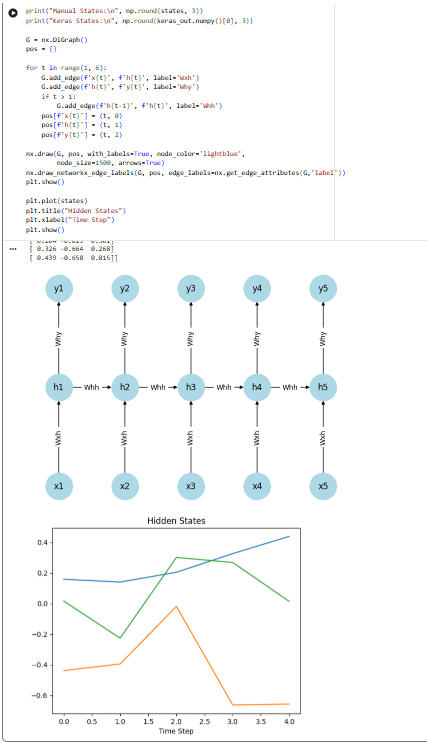 print("Manual States:\n", np.round(states, 3))
print("Keras States:\n", np.round(keras_out.numpy()[0], 3))
G = nx.DiGraph()
pos = {}
for t in range(1, 6):
    G.add_edge(f'x{t}', f'h{t}', label='Wxh')
    G.add_edge(f'h{t}', f'y{t}', label='Why')
    if t > 1:
        G.add_edge(f'h{t-1}', f'h{t}', label='Whh')
    pos[f'x{t}'] = (t, 0)
    pos[f'h{t}'] = (t, 1)
    pos[f'y{t}'] = (t, 2)
nx.draw(G, pos, with_labels=True, node_color='lightblue',
        node_size=1500, arrows=True)
nx.draw_networkx_edge_labels(G, pos, edge_labels=nx.get_edge_attributes(G,'label'))
plt.show()
plt.plot(states)
plt.title("Hidden States")
plt.xlabel("Time Step")
plt.show()
[ 0.326 -0.664 0.268]
[ 0.439 -0.658 0.015]]
y1 y2 y3 y4 y5
Why Why Why Why Why
h1 Whh h2 Whh h3 Whh h4 Whh h5
Wxh Wxh Wxh Wxh Wxh
x1 x2 x3 x4 x5
Hidden States
0.4
0.2
0.0
−0.2
−0.4
−0.6
0.0 0.5 1.0 1.5 2.0 2.5 3.0 3.5 4.0
Time Step